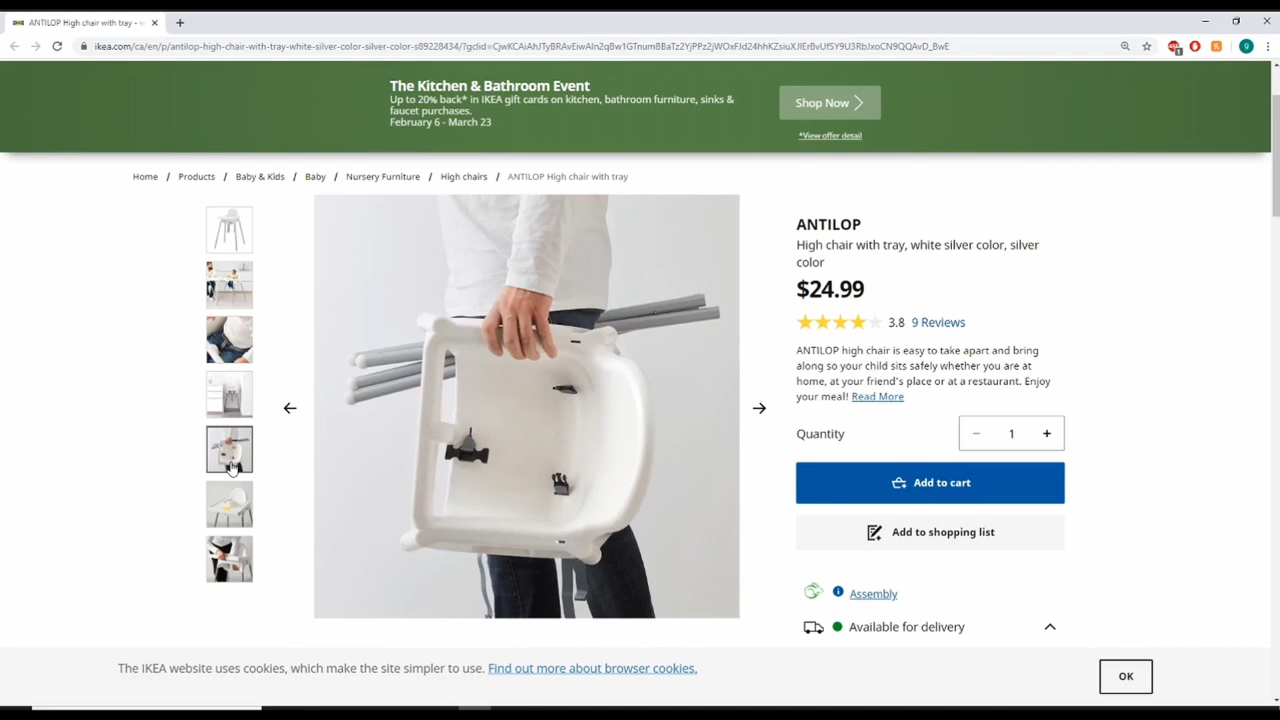 ANTILOP High chair with tray - w
ikea.com/ca/en/p/antilop-high-chair-with-tray-white-silver-color-silver-color-s89228434/?gclid=
The Kitchen & Bathroom Event
Up to 20% back* in IKEA gift cards on kitchen, bathroom furniture, sinks &
faucet purchases.
February 6 - March 23
Shop Now
*View offer detail
Home / Products / Baby & Kids / Baby / Nursery Furniture / High chairs / ANTILOP High chair with tray
ANTILOP
High chair with tray, white silver color, silver
color
$24.99
3.8 9 Reviews
ANTILOP high chair is easy to take apart and bring
along so your child sits safely whether you are at
home, at your friend's place or at a restaurant. Enjoy
your meal! Read More
Quantity
1
Add to cart
Add to shopping list
Assembly
Available for delivery
The IKEA website uses cookies, which make the site simpler to use. Find out more about browser cookies.
OK